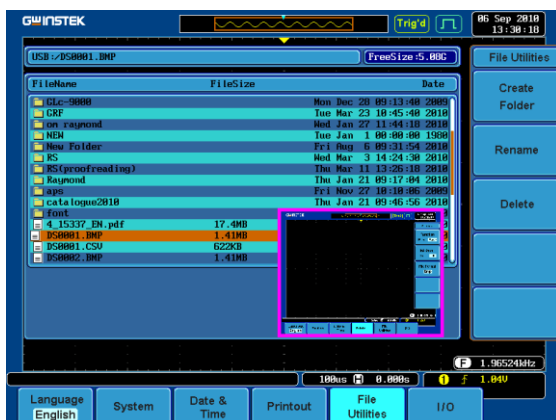 GWINSTEK
Trig'd
06 Sep 2010
13:30:18
USB:/DS0001.BMP
FreeSize:5.08G
File Utilities
FileName FileSize Date
GLc-9000 Mon Dec 28 09:13:40 2009
GRF Tue Mar 23 10:45:40 2010
om raymond Wed Jan 27 11:44:18 2010
NEW Tue Jan 1 00:00:00 1980
New Folder Fri Aug 6 09:31:54 2010
RS Wed Mar 3 14:24:30 2010
RS(proofreading) Thu Mar 11 13:26:18 2010
Raymond Thu Jan 21 09:17:04 2010
aps Fri Nov 27 10:10:06 2009
catalogue2010 Thu Jan 21 09:46:56 2010
font
4_15337_EN.pdf 17.4MB
DS0001.BMP 1.41MB
DS0001.CSV 622KB
DS0002.BMP 1.41MB
Create
Folder
Rename
Delete
F 1.96524kHz
100us H 0.000s
1 f 1.04V
Language
English
System
Date &
Time
Printout
File
Utilities
I/O